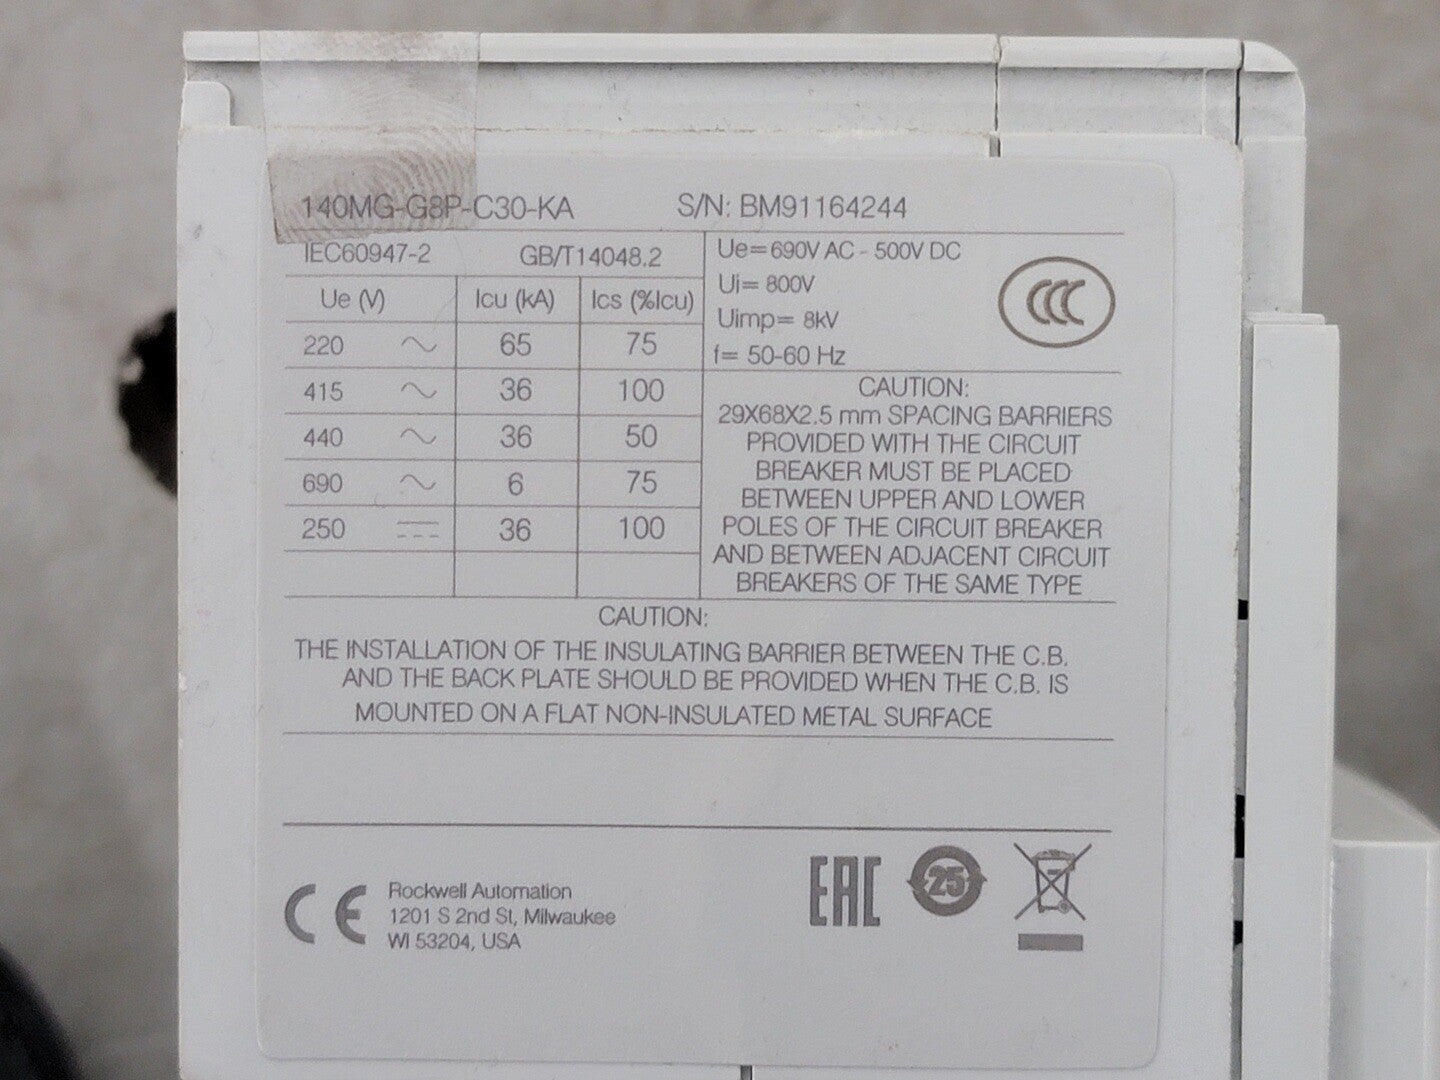 140MG-G8P-C30-KA S/N: BM91164244
IEC60947-2 GB/T14048.2
Ue (V) Icu (kA) Ics (%Icu)
220 ~ 65 75
415 ~ 36 100
440 ~ 36 50
690 ~ 6 75
250 ⎓ 36 100
Ue=690V AC - 500V DC
Ui= 800V
Uimp= 8kV
f= 50-60 Hz
CCC
CAUTION:
29X68X2.5 mm SPACING BARRIERS
PROVIDED WITH THE CIRCUIT
BREAKER MUST BE PLACED
BETWEEN UPPER AND LOWER
POLES OF THE CIRCUIT BREAKER
AND BETWEEN ADJACENT CIRCUIT
BREAKERS OF THE SAME TYPE
CAUTION:
THE INSTALLATION OF THE INSULATING BARRIER BETWEEN THE C.B.
AND THE BACK PLATE SHOULD BE PROVIDED WHEN THE C.B. IS
MOUNTED ON A FLAT NON-INSULATED METAL SURFACE
CE
Rockwell Automation
1201 S 2nd St, Milwaukee
WI 53204, USA
EAC
25